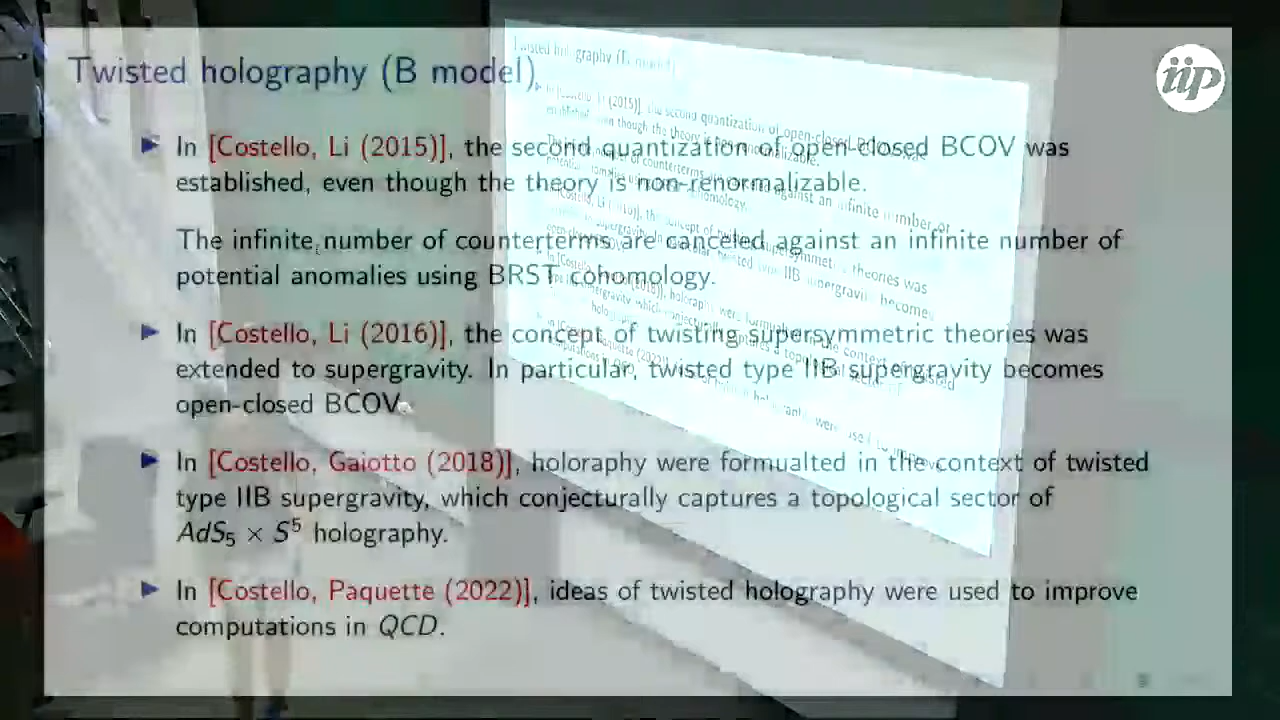 Twisted holography (B model)
iip
▶ In [Costello, Li (2015)], the second quantization of open-closed BCOV was
established, even though the theory is non-renormalizable.
The infinite number of counterterms are canceled against an infinite number of
potential anomalies using BRST cohomology.
▶ In [Costello, Li (2016)], the concept of twisting supersymmetric theories was
extended to supergravity. In particular, twisted type IIB supergravity becomes
open-closed BCOV.
▶ In [Costello, Gaiotto (2018)], holoraphy were formualted in the context of twisted
type IIB supergravity, which conjecturally captures a topological sector of
AdS₅ × S⁵ holography.
▶ In [Costello, Paquette (2022)], ideas of twisted holography were used to improve
computations in QCD.